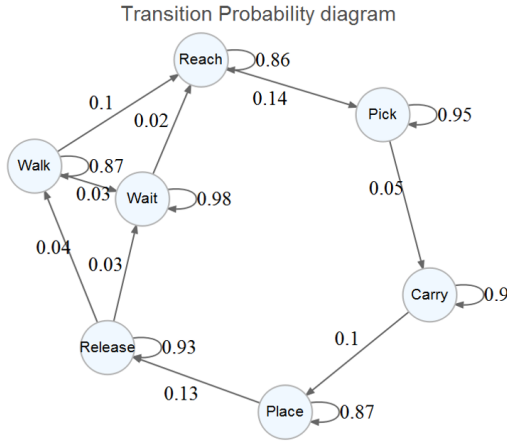 Transition Probability diagram
Reach
0.86
0.1
0.14
0.02
Pick
0.95
Walk
0.87
0.03
Wait
0.98
0.05
0.04
0.03
Carry
0.9
Release
0.93
0.1
0.13
Place
0.87